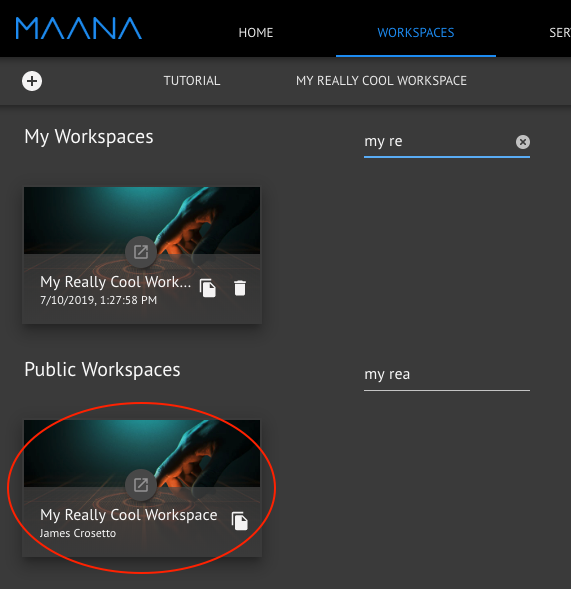 MAANA
HOME WORKSPACES SER
TUTORIAL MY REALLY COOL WORKSPACE
My Workspaces
my re
My Really Cool Work...
7/10/2019, 1:27:58 PM
Public Workspaces
my rea
My Really Cool Workspace
James Crosetto